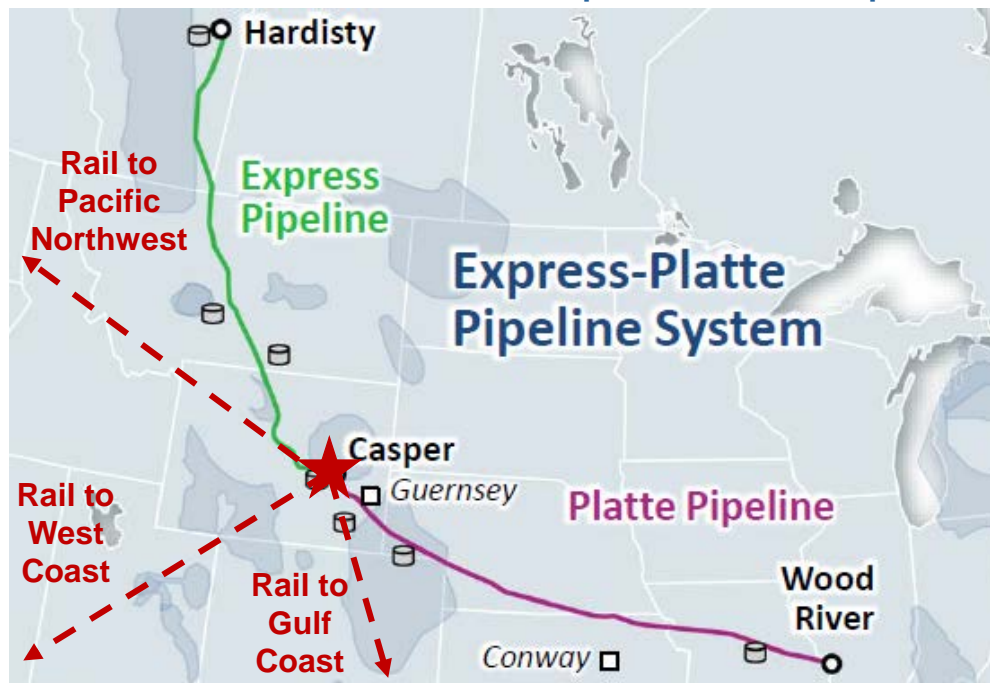 Hardisty
Rail to
Pacific
Northwest
Express
Pipeline
Express-Platte
Pipeline System
Casper
Guernsey
Rail to
West
Coast
Platte Pipeline
Rail to
Gulf
Coast
Wood
River
Conway